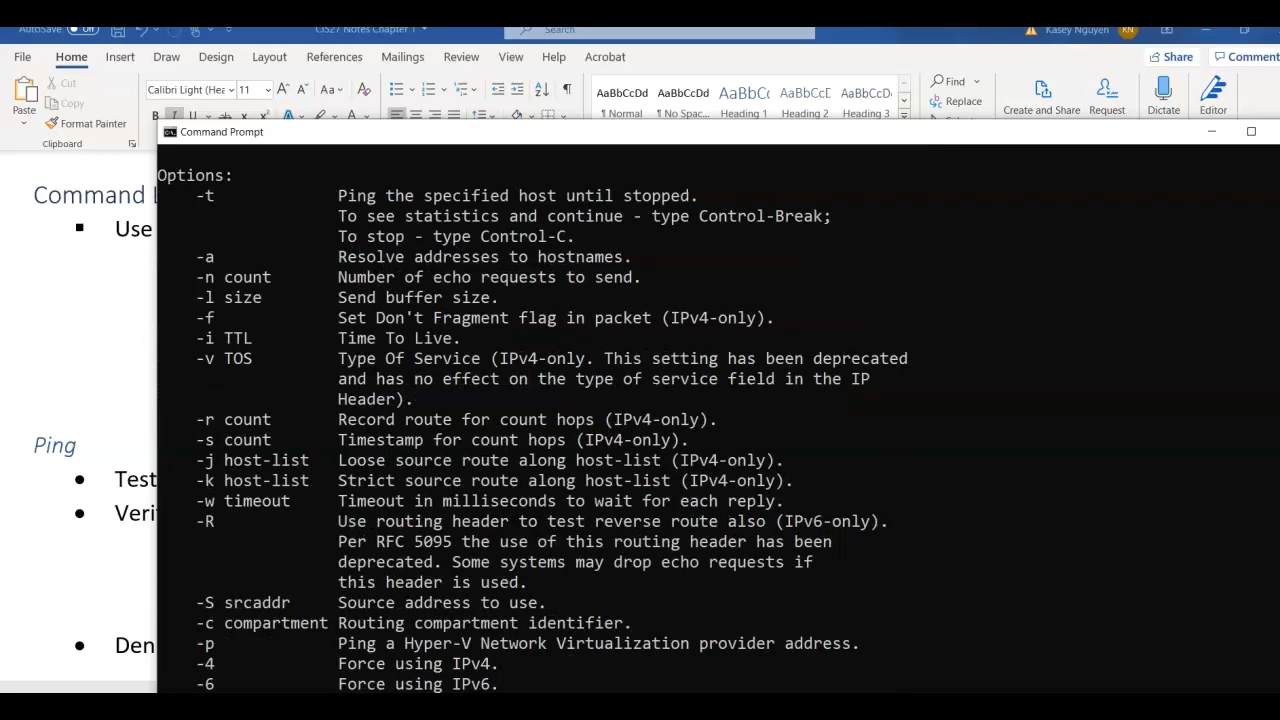 AutoSave Off CIS27 Notes Chapter 1 Search Kasey Nguyen KN
File Home Insert Draw Design Layout References Mailings Review View Help Acrobat Share Comment
Paste Cut Copy Format Painter Clipboard
Calibri Light (Hea 11 A A Aa A
B I U
AaBbCcDd AaBbCcDd AaBbCc AaBbCcDd AaBbCcDd
¶ Normal ¶ No Spac... Heading 1 Heading 2 Heading 3
Find Replace
Create and Share Request Dictate Editor
Command Prompt
Command
Use
Ping
Test
Veri
Den
Options:
-t Ping the specified host until stopped.
To see statistics and continue - type Control-Break;
To stop - type Control-C.
-a Resolve addresses to hostnames.
-n count Number of echo requests to send.
-l size Send buffer size.
-f Set Don't Fragment flag in packet (IPv4-only).
-i TTL Time To Live.
-v TOS Type Of Service (IPv4-only. This setting has been deprecated
and has no effect on the type of service field in the IP
Header).
-r count Record route for count hops (IPv4-only).
-s count Timestamp for count hops (IPv4-only).
-j host-list Loose source route along host-list (IPv4-only).
-k host-list Strict source route along host-list (IPv4-only).
-w timeout Timeout in milliseconds to wait for each reply.
-R Use routing header to test reverse route also (IPv6-only).
Per RFC 5095 the use of this routing header has been
deprecated. Some systems may drop echo requests if
this header is used.
-S srcaddr Source address to use.
-c compartment Routing compartment identifier.
-p Ping a Hyper-V Network Virtualization provider address.
-4 Force using IPv4.
-6 Force using IPv6.